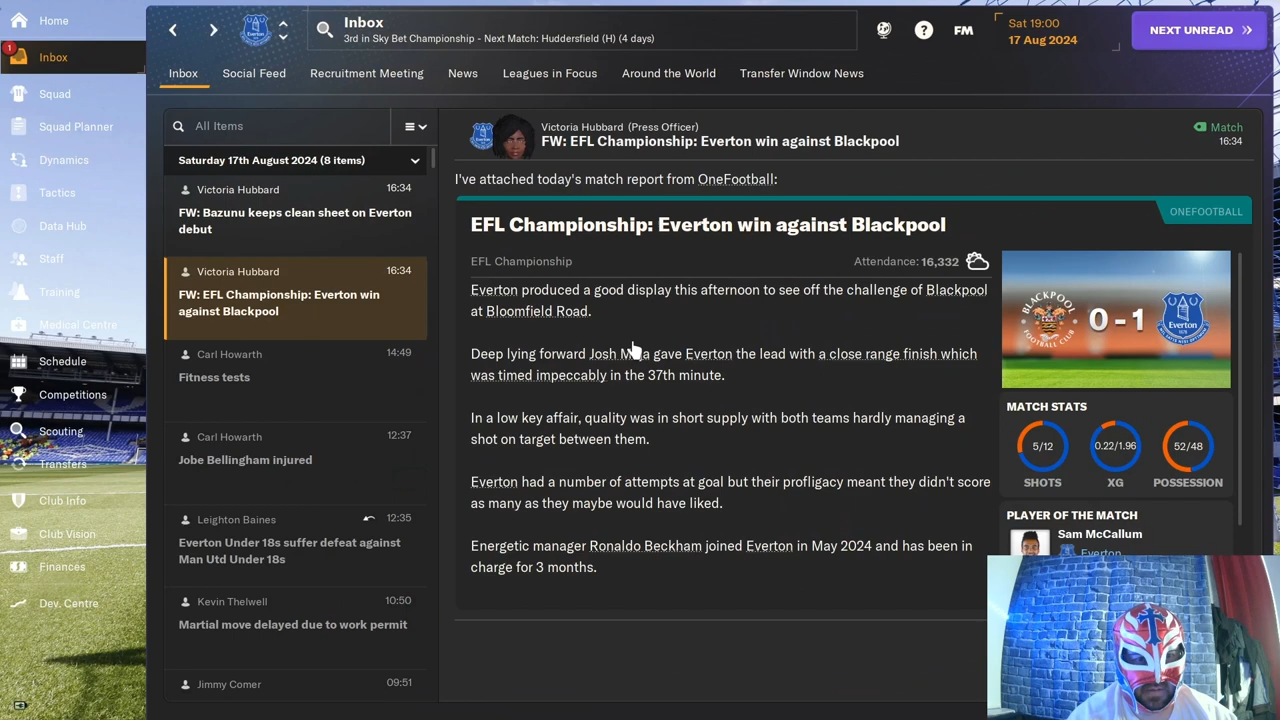 Home
1
Inbox
Squad
Squad Planner
Dynamics
Tactics
Data Hub
Staff
Training
Medical Centre
Schedule
Competitions
Scouting
Transfers
Club Info
Club Vision
Finances
Dev. Centre
Everton
Inbox
3rd in Sky Bet Championship - Next Match: Huddersfield (H) (4 days)
?
FM
Sat 19:00
17 Aug 2024
NEXT UNREAD
Inbox
Social Feed
Recruitment Meeting
News
Leagues in Focus
Around the World
Transfer Window News
All Items
Saturday 17th August 2024 (8 items)
Victoria Hubbard 16:34
FW: Bazunu keeps clean sheet on Everton
debut
Victoria Hubbard 16:34
FW: EFL Championship: Everton win
against Blackpool
Carl Howarth 14:49
Fitness tests
Carl Howarth 12:37
Jobe Bellingham injured
Leighton Baines 12:35
Everton Under 18s suffer defeat against
Man Utd Under 18s
Kevin Thelwell 10:50
Martial move delayed due to work permit
Jimmy Comer 09:51
Victoria Hubbard (Press Officer)
FW: EFL Championship: Everton win against Blackpool
Match
16:34
I've attached today's match report from OneFootball:
ONEFOOTBALL
EFL Championship: Everton win against Blackpool
EFL Championship
Attendance: 16,332
Everton produced a good display this afternoon to see off the challenge of Blackpool
at Bloomfield Road.
Deep lying forward Josh gave Everton the lead with a close range finish which
was timed impeccably in the 37th minute.
In a low key affair, quality was in short supply with both teams hardly managing a
shot on target between them.
Everton had a number of attempts at goal but their profligacy meant they didn't score
as many as they maybe would have liked.
Energetic manager Ronaldo Beckham joined Everton in May 2024 and has been in
charge for 3 months.
BLACKPOOL
FOOTBALL CLUB
0 - 1
Everton
MATCH STATS
5/12
0.22/1.96
52/48
SHOTS
XG
POSSESSION
PLAYER OF THE MATCH
Sam McCallum
Everton